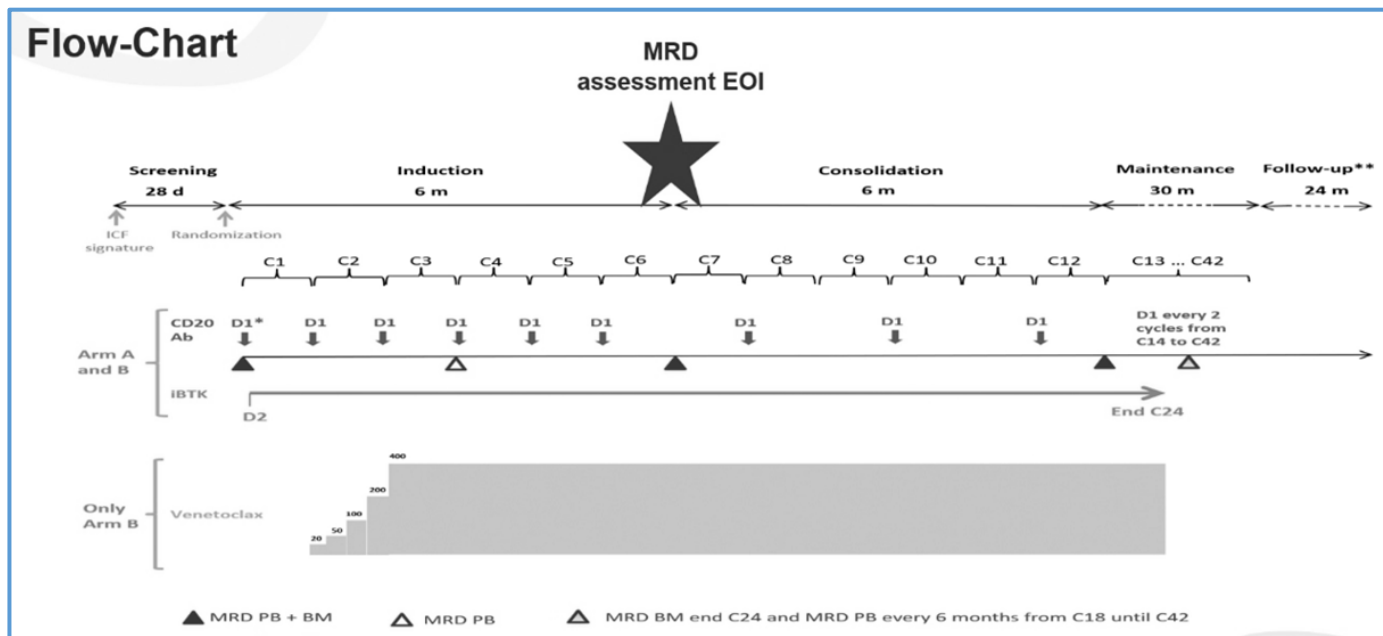 Flow-Chart
MRD
assessment EOI
Screening
28 d
Induction
6 m
Consolidation
6 m
Maintenance
30 m
Follow-up**
24 m
ICF
signature
Randomization
C1 C2 C3 C4 C5 C6 C7 C8 C9 C10 C11 C12 C13 ... C42
CD20
Ab
D1* D1 D1 D1 D1 D1 D1 D1 D1
D1 every 2
cycles from
C14 to C42
Arm A
and B
iBTK
D2
End C24
Only
Arm B
Venetoclax
20 50 100 200 400
MRD PB + BM
MRD PB
MRD BM end C24 and MRD PB every 6 months from C18 until C42